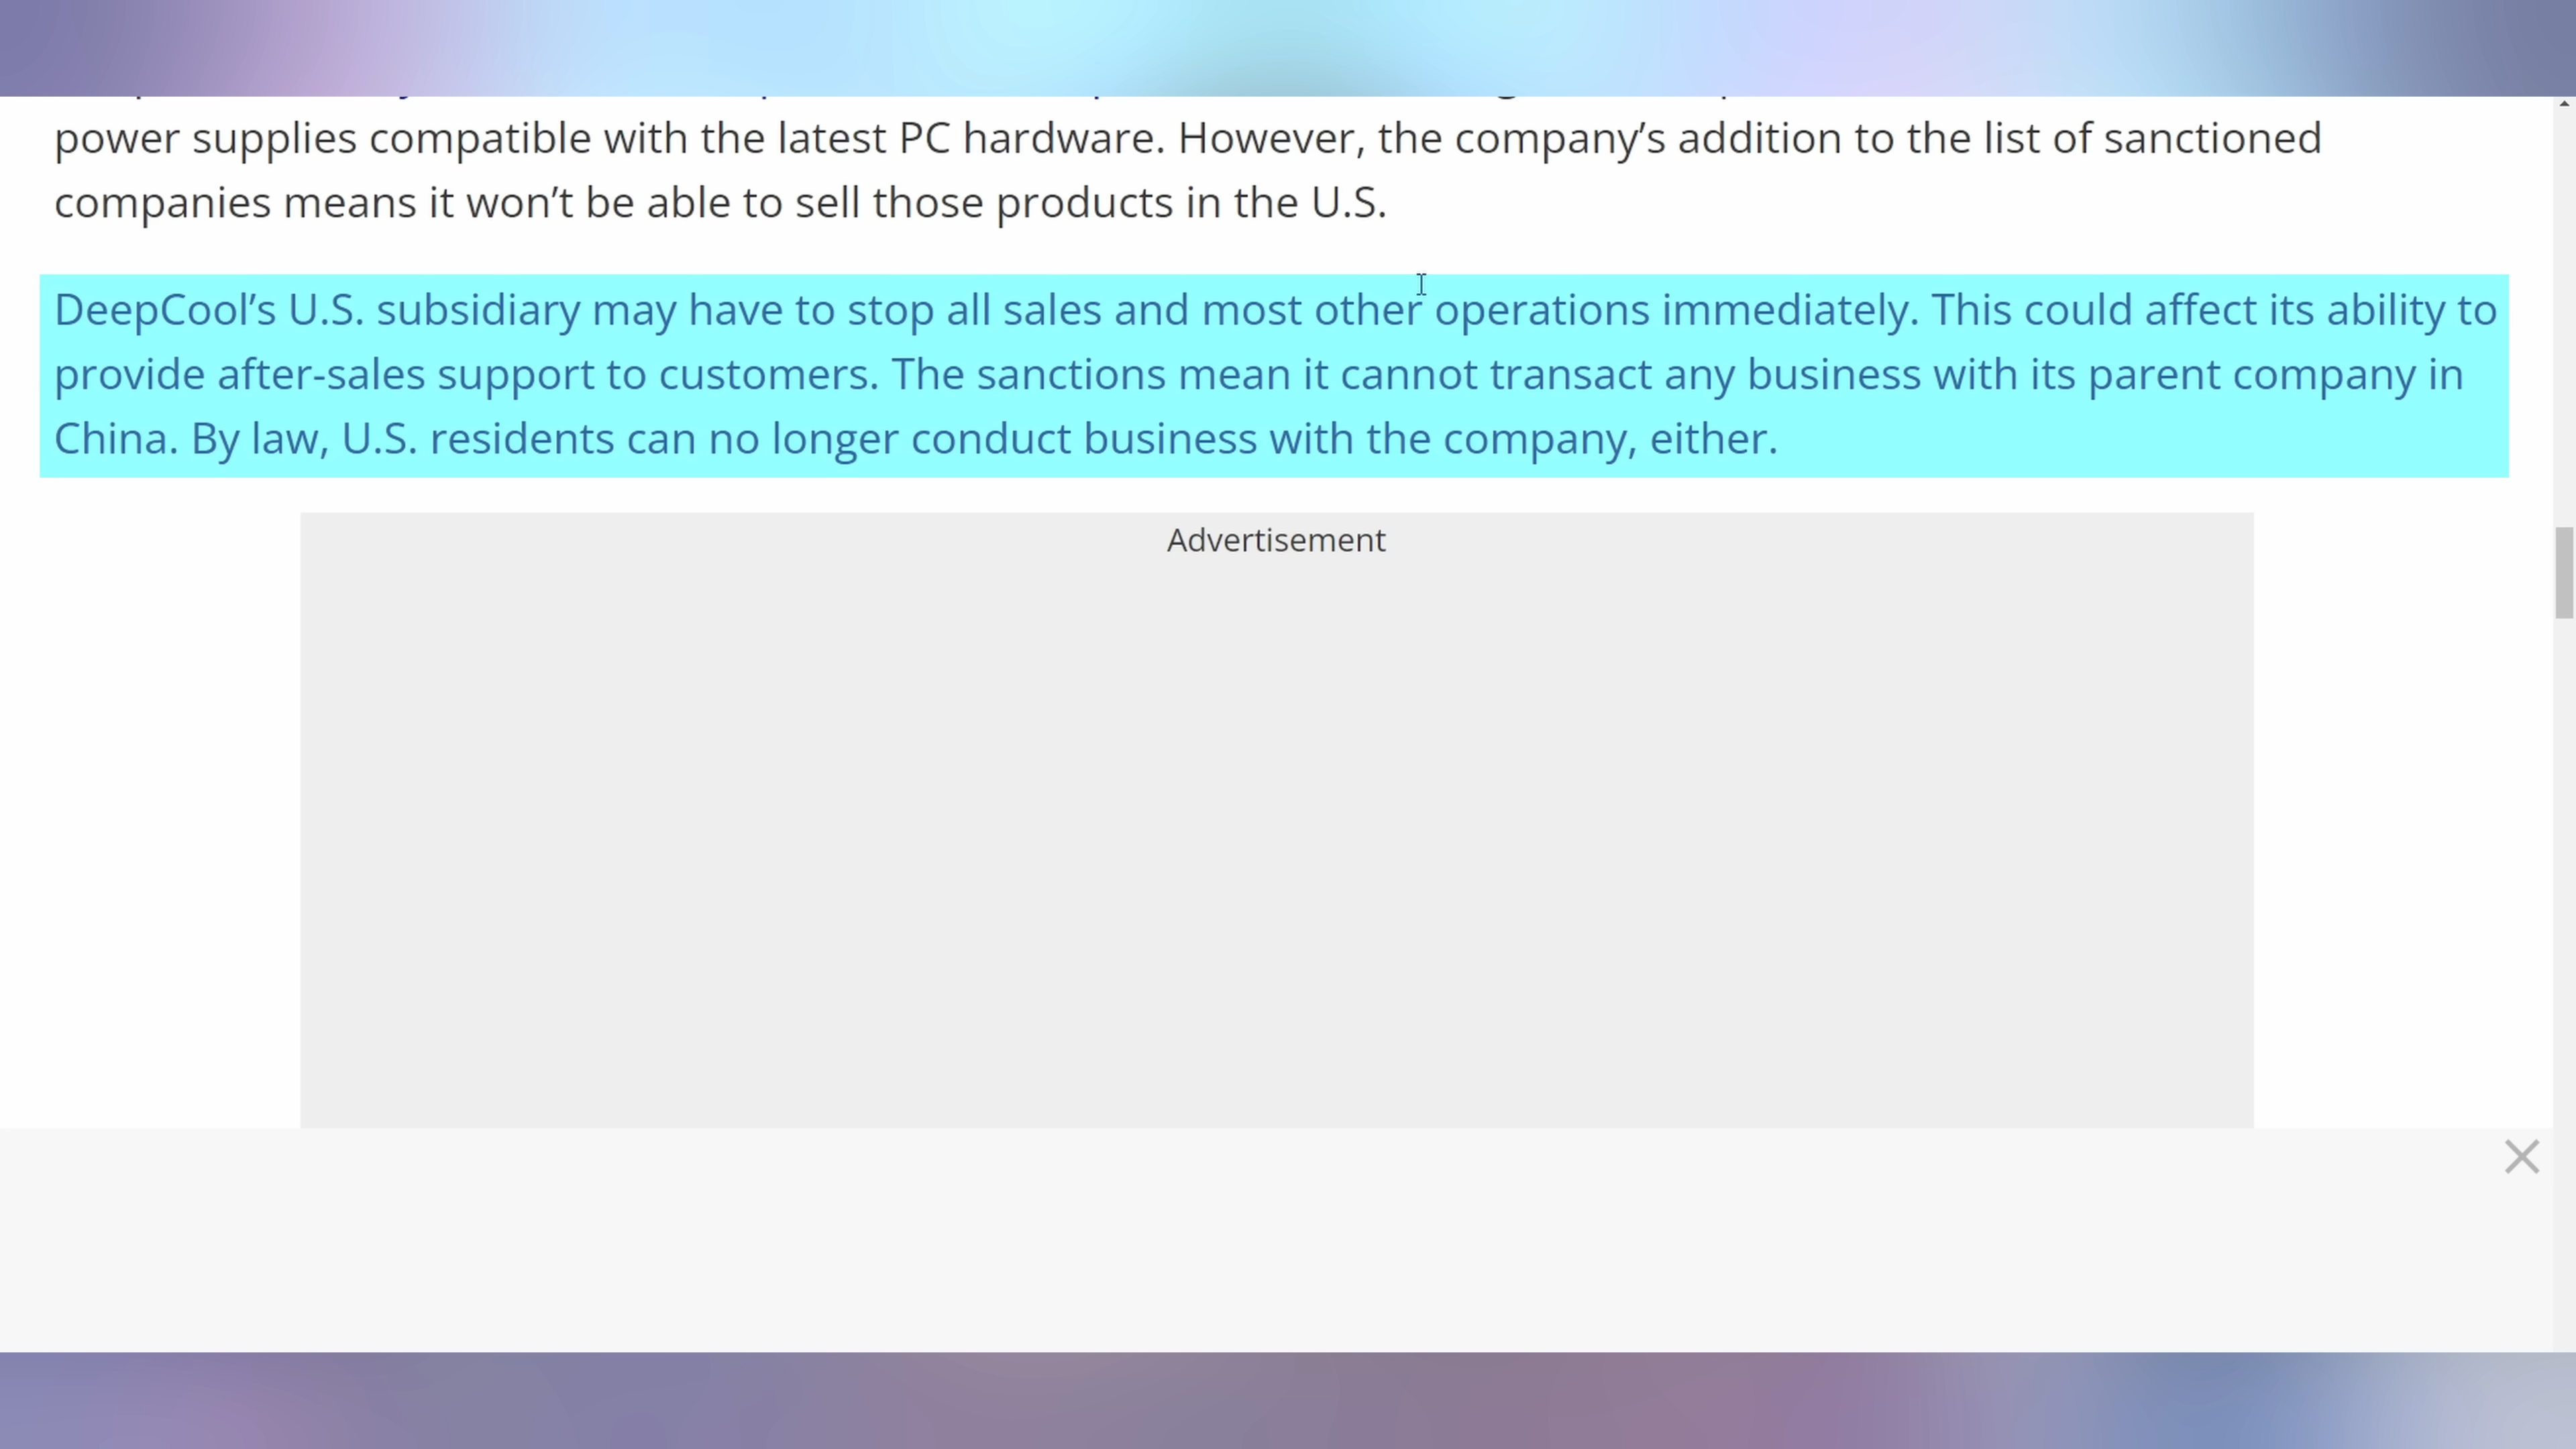 power supplies compatible with the latest PC hardware. However, the company’s addition to the list of sanctioned
companies means it won’t be able to sell those products in the U.S.
DeepCool’s U.S. subsidiary may have to stop all sales and most other operations immediately. This could affect its ability to
provide after-sales support to customers. The sanctions mean it cannot transact any business with its parent company in
China. By law, U.S. residents can no longer conduct business with the company, either.
Advertisement